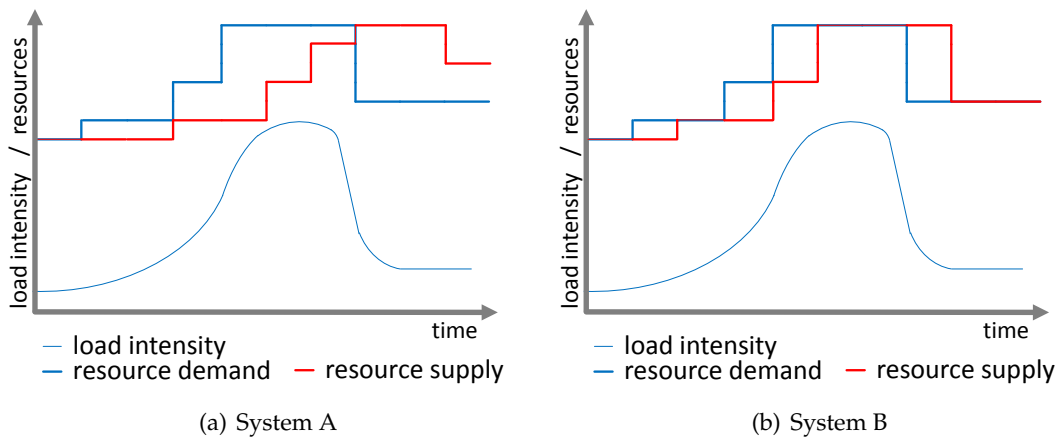 load intensity / resources
time
load intensity
resource demand
resource supply
(a) System A
load intensity / resources
time
load intensity
resource demand
resource supply
(b) System B